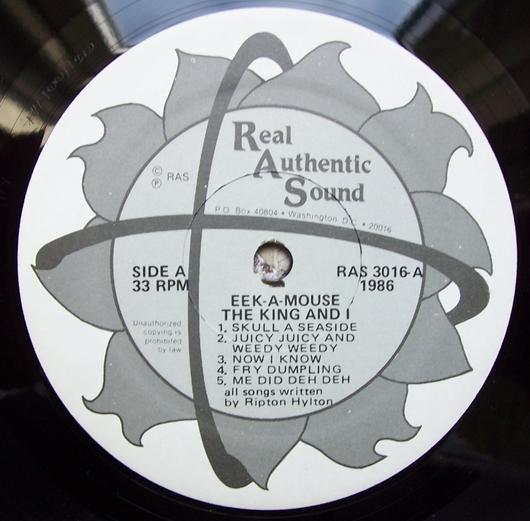 Real
Authentic
Sound
© RAS
℗
P.O. Box 40804 • Washington D.C. • 20016
SIDE A
33 RPM
RAS 3016-A
1986
EEK-A-MOUSE
THE KING AND I
1. SKULL A SEASIDE
2. JUICY JUICY AND
WEEDY WEEDY
3. NOW I KNOW
4. FRY DUMPLING
5. ME DID DEH DEH
all songs written
by Ripton Hylton
Unauthorized
copying is
prohibited
by law